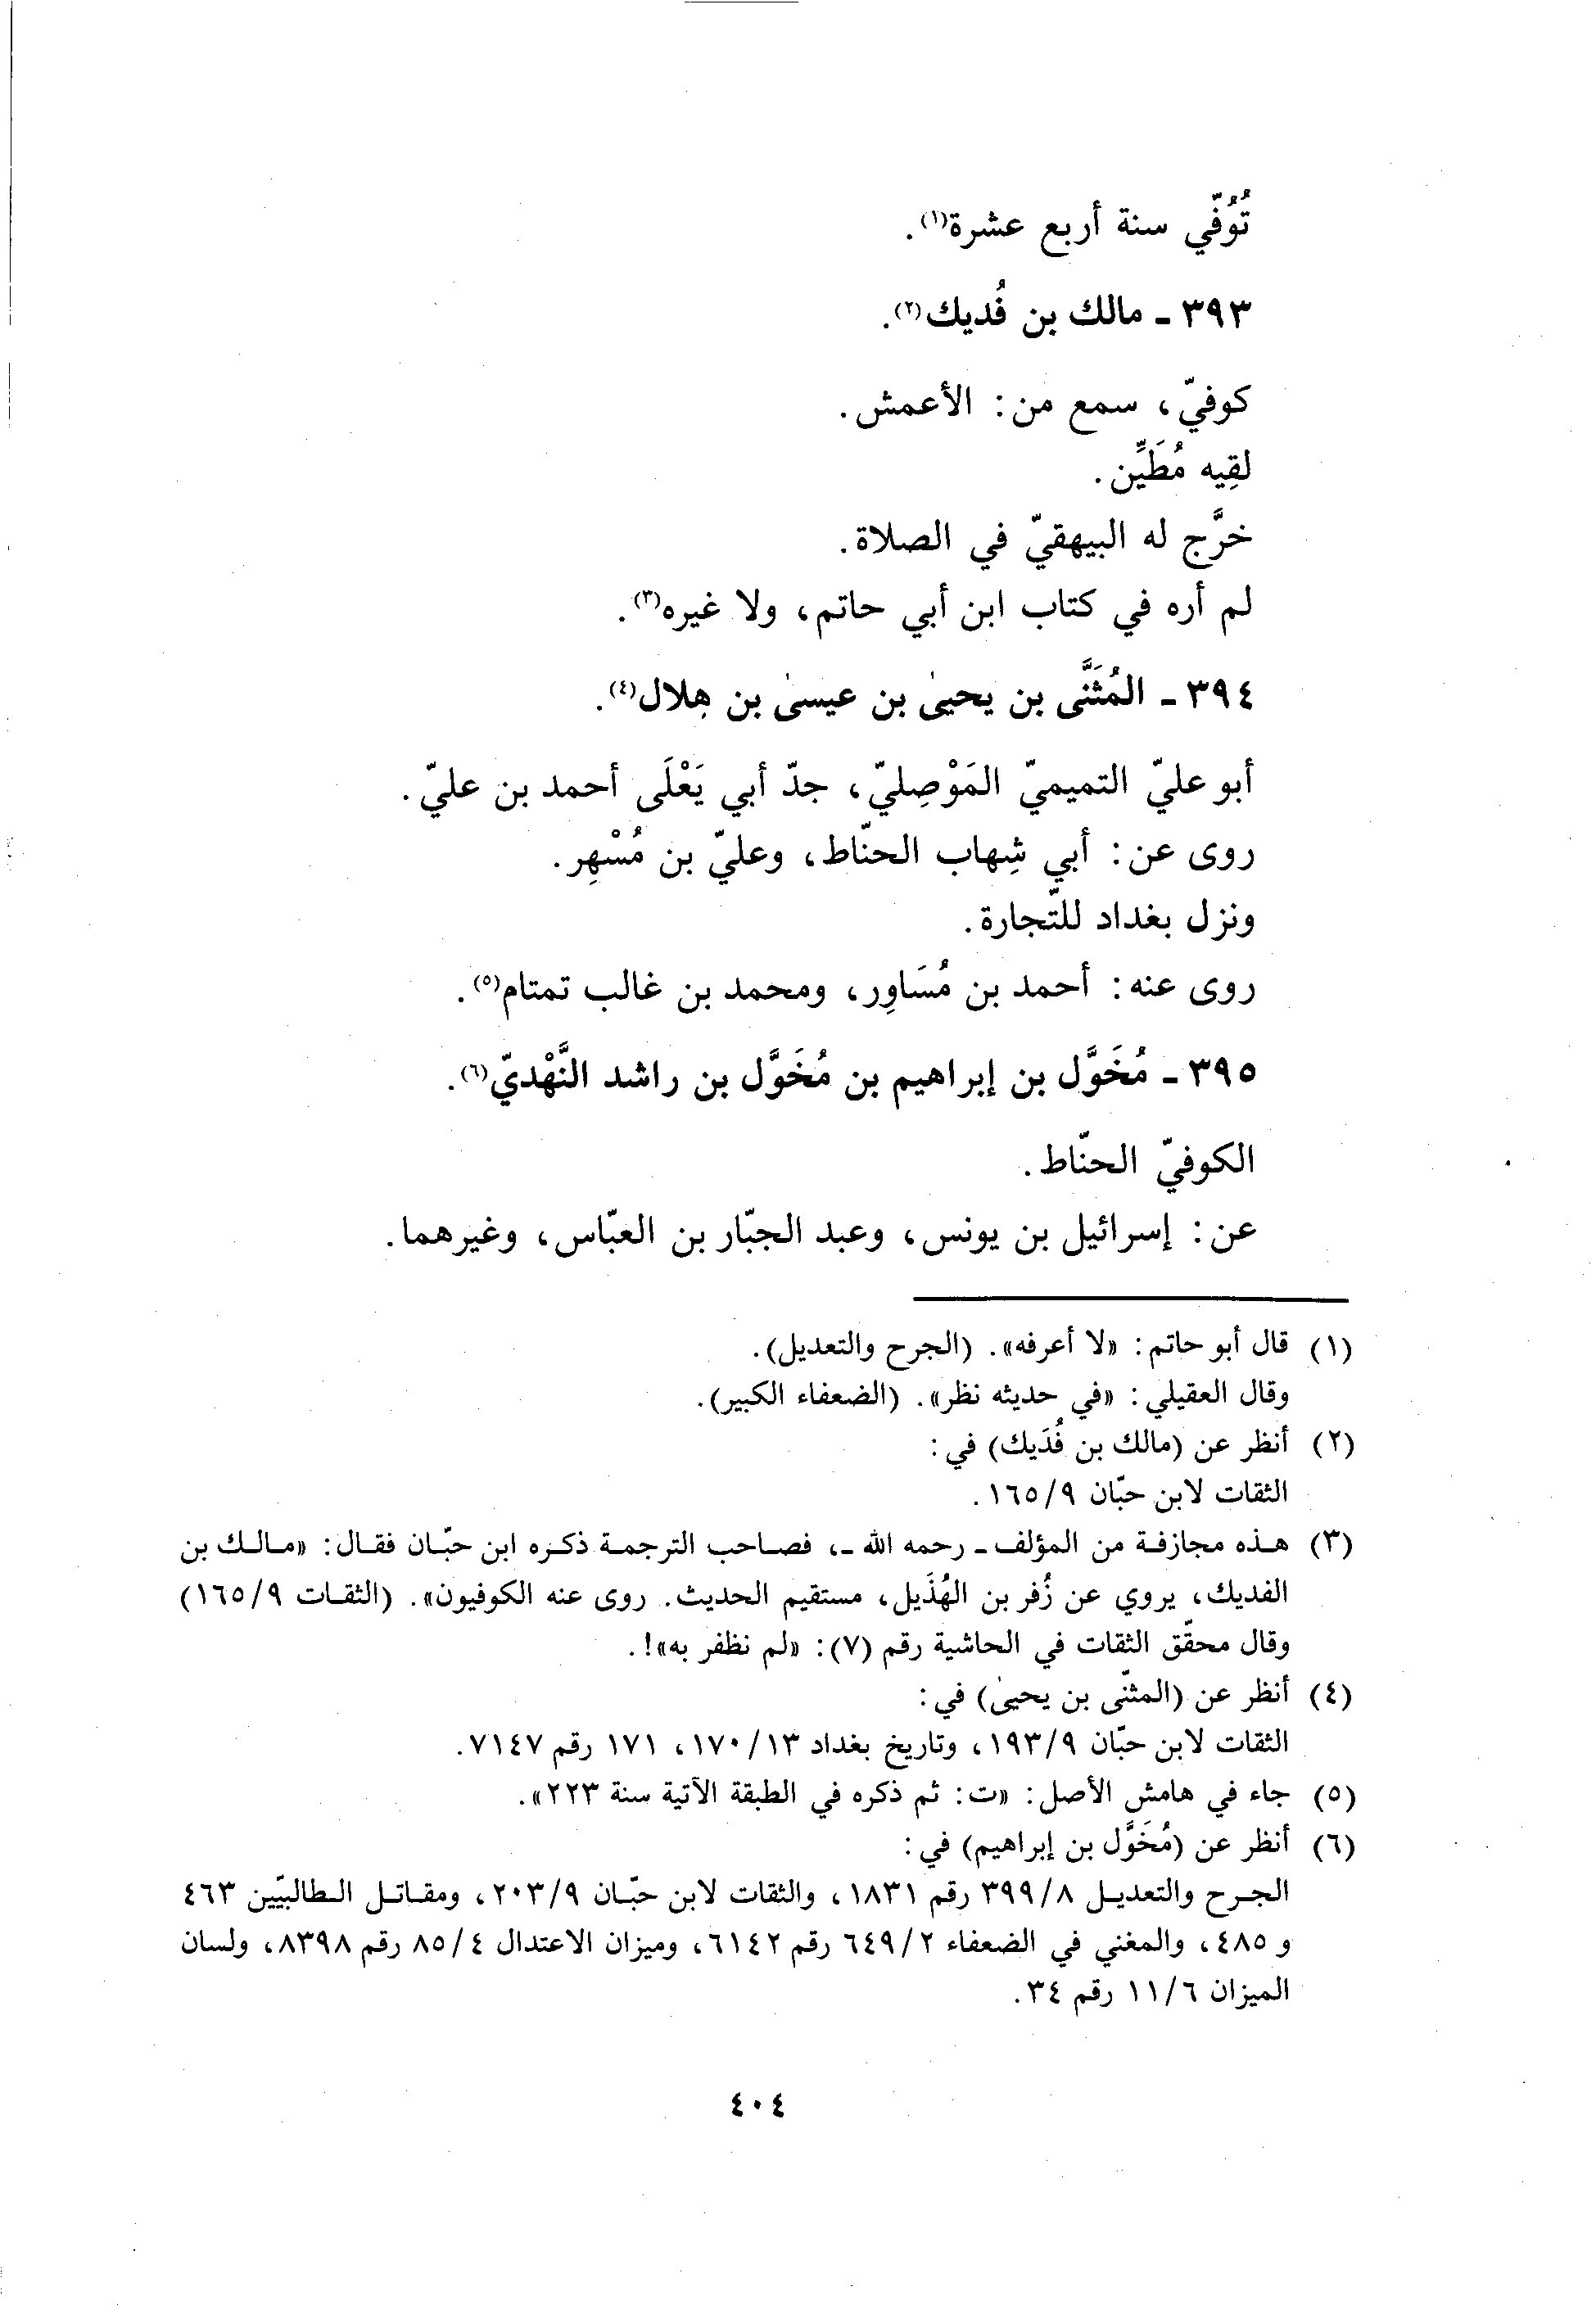 تُوُفّي سنة أربع عشرة(١).
٣٩٣ ـ مالك بن فُديك(٢).
كوفيّ، سمع من: الأعمش.
لقِيه مُطَيِّن.
خرَّج له البيهقيّ في الصلاة.
لم أره في كتاب ابن أبي حاتم، ولا غيره(٣).
٣٩٤ ـ المُثَنَّى بن يحيىٰ بن عيسىٰ بن هِلال(٤).
أبو عليّ التميميّ المَوْصِليّ، جدّ أبي يَعْلَى أحمد بن عليّ.
روى عن: أبي شِهاب الحنّاط، وعليّ بن مُسْهِر.
ونزل بغداد للتّجارة.
روى عنه: أحمد بن مُسَاوِر، ومحمد بن غالب تمتام(٥).
٣٩٥ ـ مُخَوَّل بن إبراهيم بن مُخَوَّل بن راشد النَّهْديّ(٦).
الكوفيّ الحنّاط.
عن: إسرائيل بن يونس، وعبد الجبّار بن العبّاس، وغيرهما.
(١) قال أبو حاتم: «لا أعرفه». (الجرح والتعديل).
وقال العقيلي: «في حديثه نظر». (الضعفاء الكبير).
(٢) أنظر عن (مالك بن فُدَيك) في:
الثقات لابن حبّان ٩/١٦٥.
(٣) هذه مجازفة من المؤلف ـ رحمه الله ـ، فصاحب الترجمة ذكره ابن حبّان فقال: «مالك بن
الفديك، يروي عن زُفر بن الهُذَيل، مستقيم الحديث. روى عنه الكوفيون». (الثقات ٩/١٦٥)
وقال محقّق الثقات في الحاشية رقم (٧): «لم نظفر به»!.
(٤) أنظر عن (المثنّى بن يحيىٰ) في:
الثقات لابن حبّان ٩/١٩٣، وتاريخ بغداد ١٣/١٧٠، ١٧١ رقم ٧١٤٧.
(٥) جاء في هامش الأصل: «ت: ثم ذكره في الطبقة الآتية سنة ٢٢٣».
(٦) أنظر عن (مُخَوَّل بن إبراهيم) في:
الجرح والتعديل ٨/٣٩٩ رقم ١٨٣١، والثقات لابن حبّان ٩/٢٠٣، ومقاتل الطالبيّين ٤٦٣
و ٤٨٥، والمغني في الضعفاء ٢/٦٤٩ رقم ٦١٤٢، وميزان الاعتدال ٤/٨٥ رقم ٨٣٩٨، ولسان
الميزان ٦/١١ رقم ٣٤.
٤٠٤